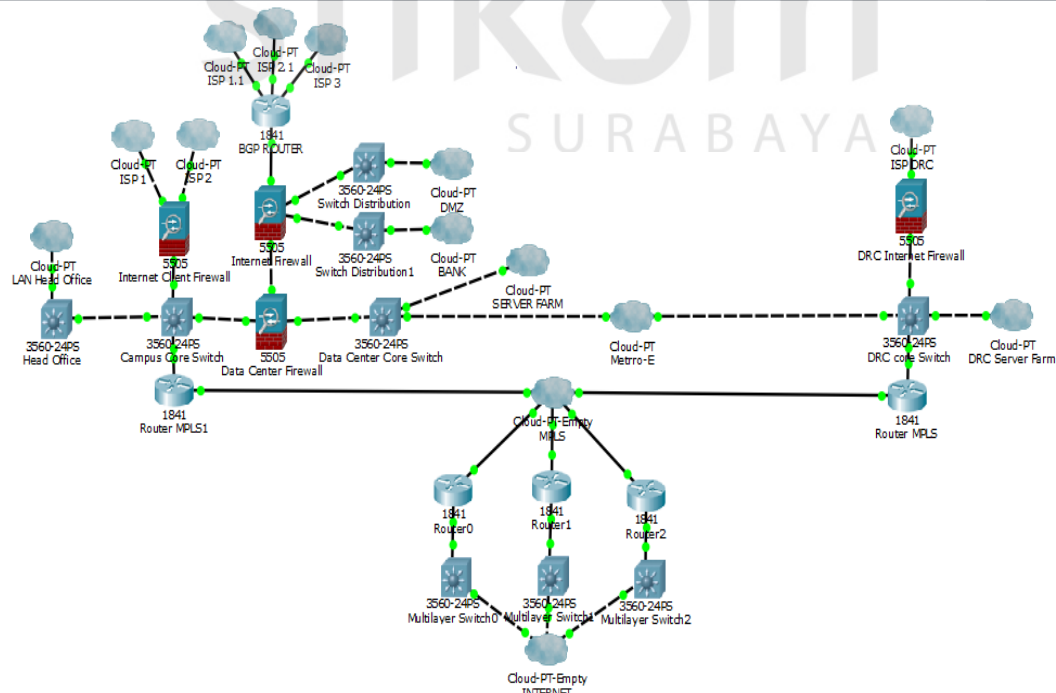 stikom
SURABAYA
Cloud-PT
ISP 1.1
Cloud-PT
ISP 2.1
Cloud-PT
ISP 3
1841
BGP ROUTER
Cloud-PT
ISP 1
Cloud-PT
ISP 2
3560-24PS
Switch Distribution
Cloud-PT
DMZ
Cloud-PT
ISP DRC
5505
Internet Client Firewall
5505
Internet Firewall
3560-24PS
Switch Distribution1
Cloud-PT
BANK
5505
DRC Internet Firewall
Cloud-PT
LAN Head Office
Cloud-PT
SERVER FARM
3560-24PS
Head Office
3560-24PS
Campus Core Switch
5505
Data Center Firewall
3560-24PS
Data Center Core Switch
Cloud-PT
Metrro-E
3560-24PS
DRC core Switch
Cloud-PT
DRC Server Farm
1841
Router MPLS1
Cloud-PT-Empty
MPLS
1841
Router MPLS
1841
Router0
1841
Router1
1841
Router2
3560-24PS
Multilayer Switch0
3560-24PS
Multilayer Switch1
3560-24PS
Multilayer Switch2
Cloud-PT-Empty
INTERNET